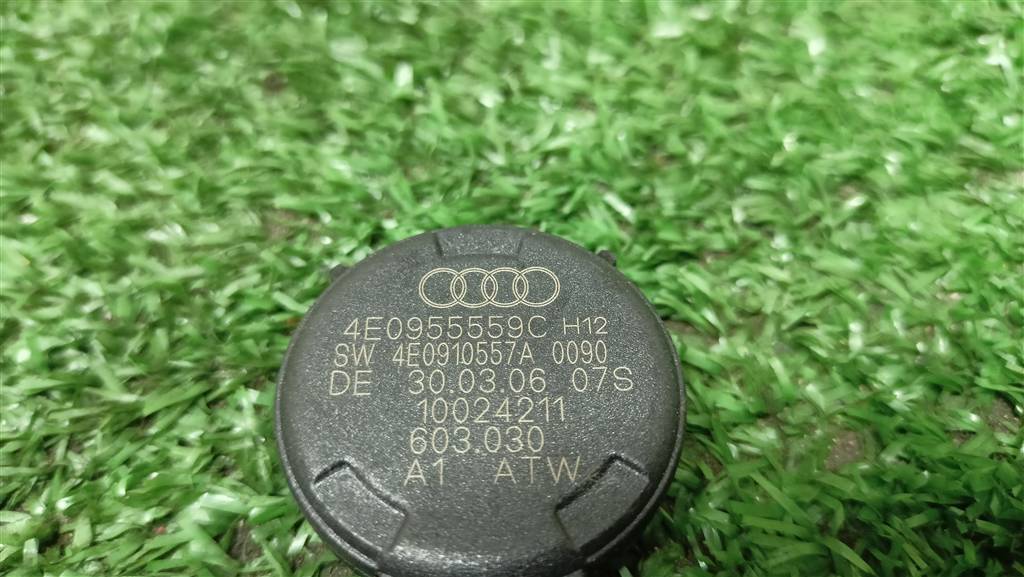 4E0955559C H12
SW 4E0910557A 0090
DE 30.03.06 07S
10024211
603.030
A1 ATW